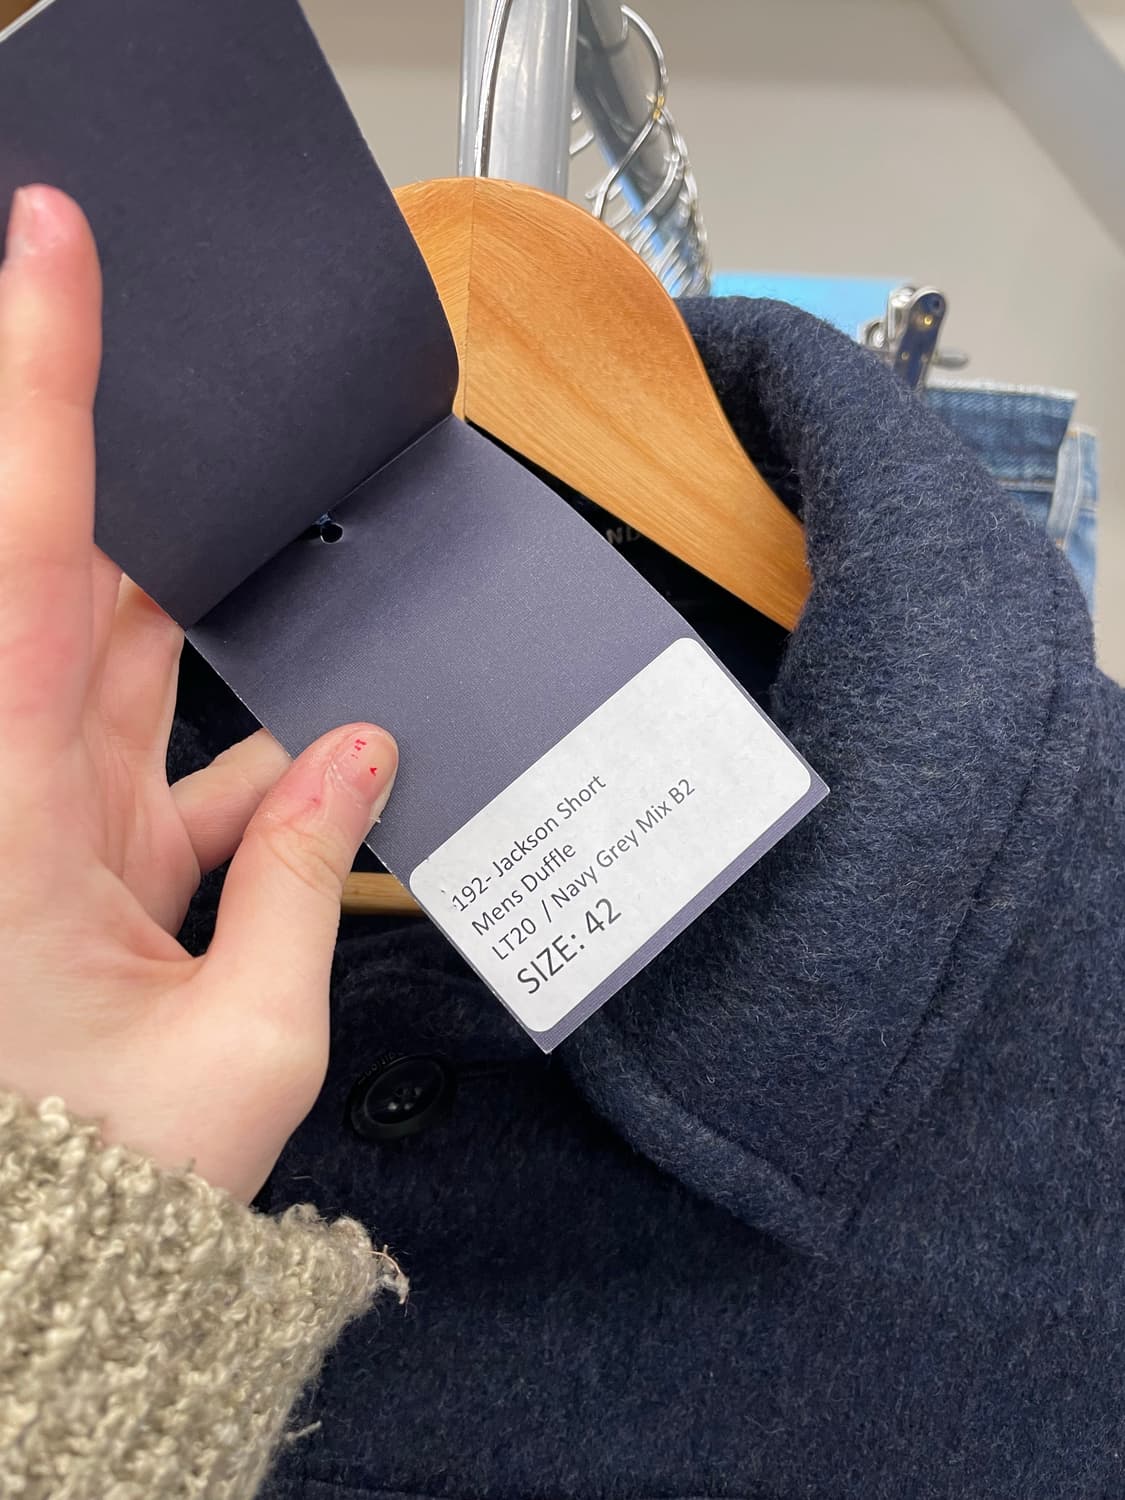 192- Jackson Short
Mens Duffle
LT20 / Navy Grey Mix B2
SIZE: 42